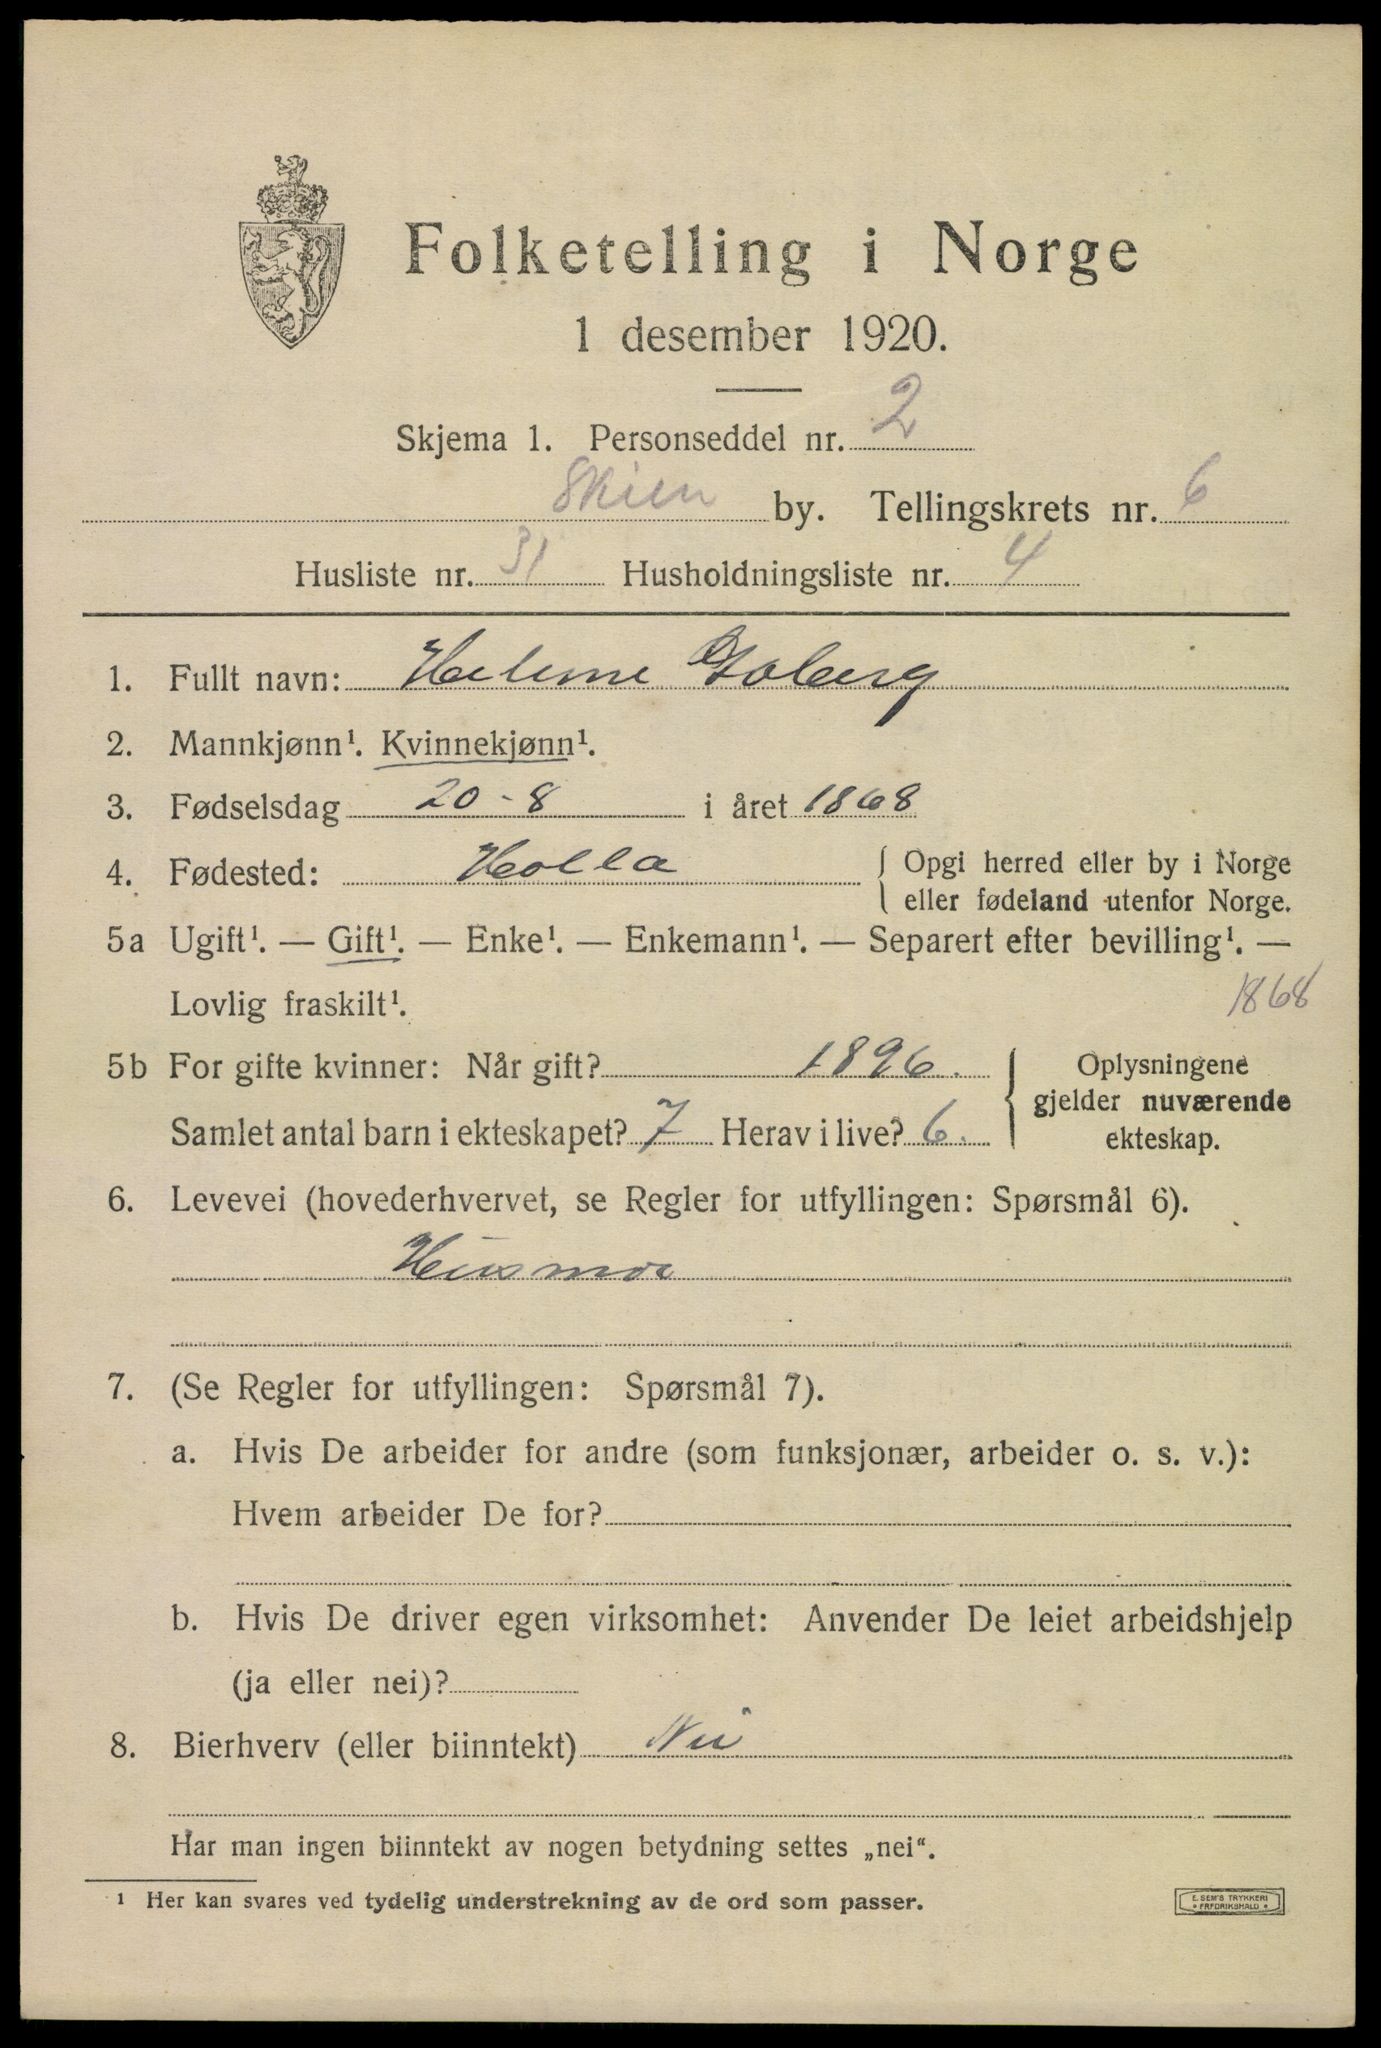 Folketelling i Norge
1 desember 1920.
Skjema 1. Personseddel nr. 2
Skien by. Tellingskrets nr. 6
Husliste nr. 31 Husholdningsliste nr. 4
1. Fullt navn: Helene
2. Mannkjønn¹. Kvinnekjønn¹.
3. Fødselsdag 20-8 i året 1868
4. Fødested: Holla { Opgi herred eller by i Norge
eller fødeland utenfor Norge.
5a Ugift¹. — Gift¹. — Enke¹. — Enkemann¹. — Separert efter bevilling¹. —
Lovlig fraskilt¹. 1868
5b For gifte kvinner: Når gift? 1896. { Oplysningene
gjelder nuværende
Samlet antal barn i ekteskapet? 7 Herav i live? 6. ekteskap.
6. Levevei (hovederhvervet, se Regler for utfyllingen: Spørsmål 6).
Husmor
7. (Se Regler for utfyllingen: Spørsmål 7).
a. Hvis De arbeider for andre (som funksjonær, arbeider o. s. v.):
Hvem arbeider De for?
b. Hvis De driver egen virksomhet: Anvender De leiet arbeidshjelp
(ja eller nei)?
8. Bierhverv (eller biinntekt) Nei
Har man ingen biinntekt av nogen betydning settes „nei“.
¹ Her kan svares ved tydelig understrekning av de ord som passer.
E. SEM'S TRYKKERI
FREDRIKSHALD